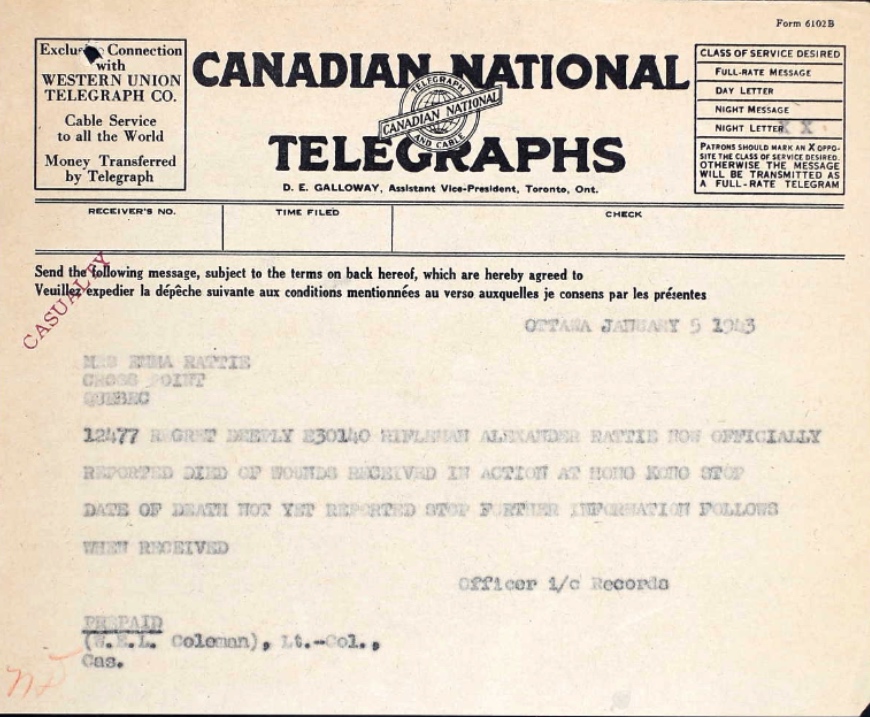 Form 6102B
Exclusive Connection
with
WESTERN UNION
TELEGRAPH CO.
Cable Service
to all the World
Money Transferred
by Telegraph
CANADIAN NATIONAL
TELEGRAPH
CANADIAN NATIONAL
AND CABLE
TELEGRAPHS
D. E. GALLOWAY, Assistant Vice-President, Toronto, Ont.
CLASS OF SERVICE DESIRED
FULL-RATE MESSAGE
DAY LETTER
NIGHT MESSAGE
NIGHT LETTER X X
PATRONS SHOULD MARK AN X OPPO-
SITE THE CLASS OF SERVICE DESIRED.
OTHERWISE THE MESSAGE
WILL BE TRANSMITTED AS
A FULL-RATE TELEGRAM
RECEIVER'S NO. TIME FILED CHECK
Send the following message, subject to the terms on back hereof, which are hereby agreed to
Veuillez expedier la dépêche suivante aux conditions mentionnées au verso auxquelles je consens par les présentes
CASUALTY
OTTAWA JANUARY 5 1943
MRS EMMA RATTIE
CROSS POINT
QUEBEC
12477 REGRET DEEPLY E30140 RIFLEMAN ALEXANDER RATTIE NOW OFFICIALLY
REPORTED DIED OF WOUNDS RECEIVED IN ACTION AT HONG KONG STOP
DATE OF DEATH NOT YET REPORTED STOP FURTHER INFORMATION FOLLOWS
WHEN RECEIVED
Officer i/c Records
PREPAID
(W.E.L. Coleman), Lt.-Col.,
Cas.